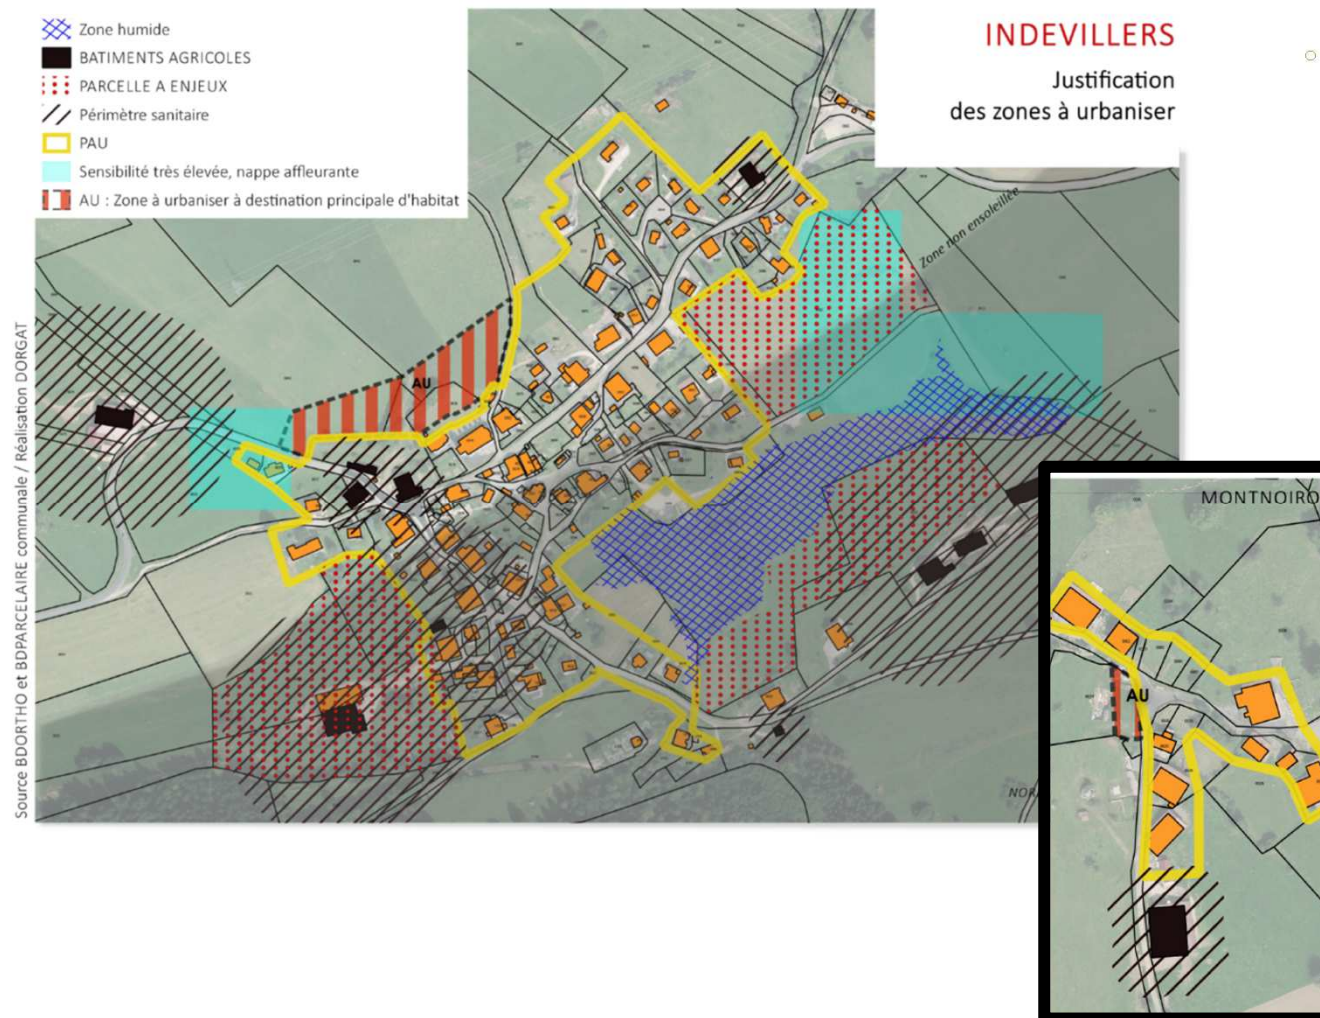 Zone humide
BATIMENTS AGRICOLES
PARCELLE A ENJEUX
Périmètre sanitaire
PAU
Sensibilité très élevée, nappe affleurante
AU : Zone à urbaniser à destination principale d'habitat
INDEVILLERS
Justification
des zones à urbaniser
Zone non ensoleillée
AU
Source BDORTHO et BDPARCELAIRE communale / Réalisation DORGAT
MONTNOIRO
AU
NOR